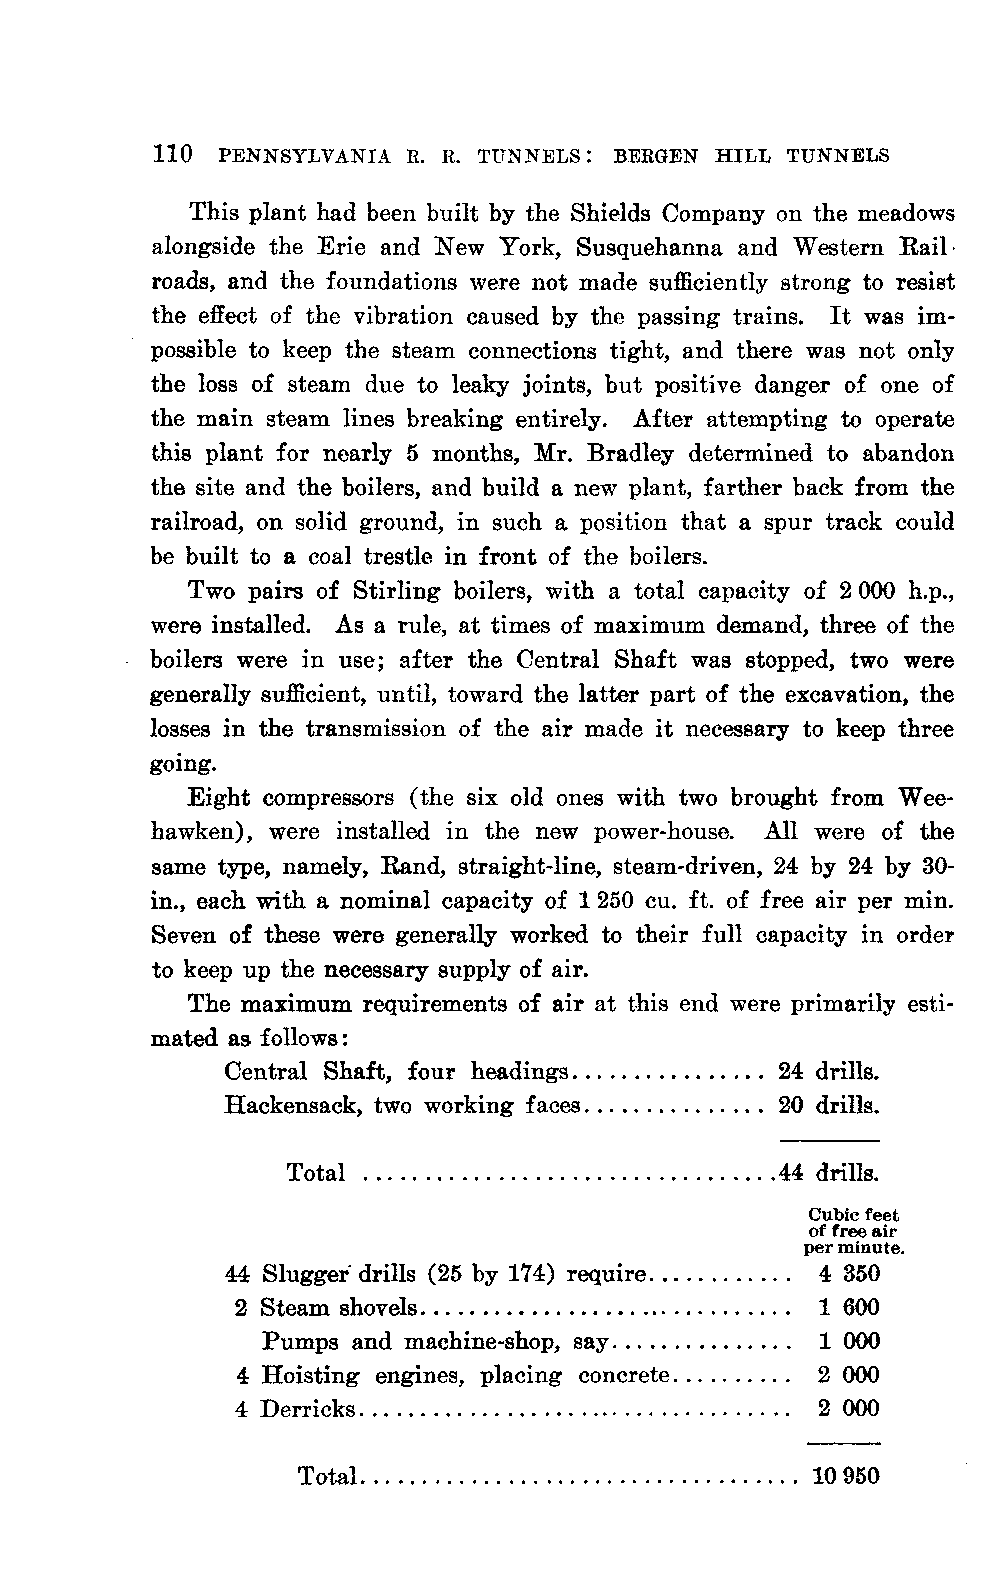 110 PENNSYLVANIA R. R. TUNNELS: BERGEN HILL TUNNELS
This plant had been built by the Shields Company on the meadows
alongside the Erie and New York, Susquehanna and Western Rail-
roads, and the foundations were not made sufficiently strong to resist
the effect of the vibration caused by the passing trains. It was im-
possible to keep the steam connections tight, and there was not only
the loss of steam due to leaky joints, but positive danger of one of
the main steam lines breaking entirely. After attempting to operate
this plant for nearly 5 months, Mr. Bradley determined to abandon
the site and the boilers, and build a new plant, farther back from the
railroad, on solid ground, in such a position that a spur track could
be built to a coal trestle in front of the boilers.
Two pairs of Stirling boilers, with a total capacity of 2 000 h.p.,
were installed. As a rule, at times of maximum demand, three of the
boilers were in use; after the Central Shaft was stopped, two were
generally sufficient, until, toward the latter part of the excavation, the
losses in the transmission of the air made it necessary to keep three
going.
Eight compressors (the six old ones with two brought from Wee-
hawken), were installed in the new power-house. All were of the
same type, namely, Rand, straight-line, steam-driven, 24 by 24 by 30-
in., each with a nominal capacity of 1 250 cu. ft. of free air per min.
Seven of these were generally worked to their full capacity in order
to keep up the necessary supply of air.
The maximum requirements of air at this end were primarily esti-
mated as follows:
Central Shaft, four headings................ 24 drills.
Hackensack, two working faces............... 20 drills.
Total ..................................44 drills.
Cubic feet
of free air
per minute.
44 Slugger drills (25 by 174) require............ 4 350
2 Steam shovels............................... 1 600
Pumps and machine-shop, say............... 1 000
4 Hoisting engines, placing concrete.......... 2 000
4 Derricks.................................... 2 000
Total.................................... 10 950